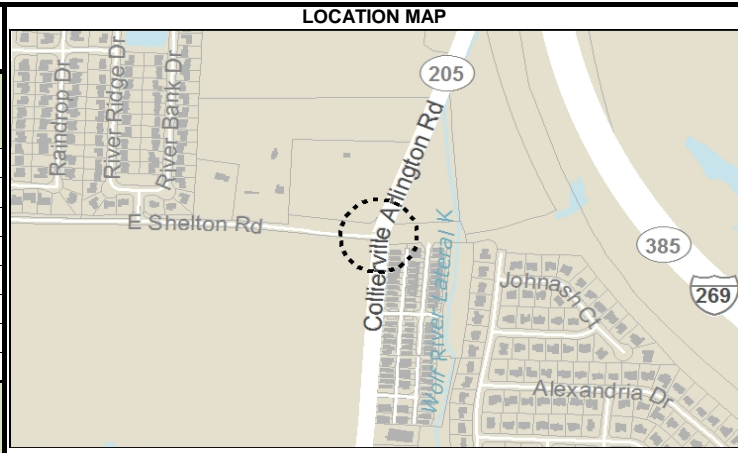 LOCATION MAP
Raindrop Dr
River Ridge Dr
River Bank Dr
205
Collierville Arlington Rd
E Shelton Rd
Wolf River Lateral K
385
269
Johnash Ct
Alexandria Dr